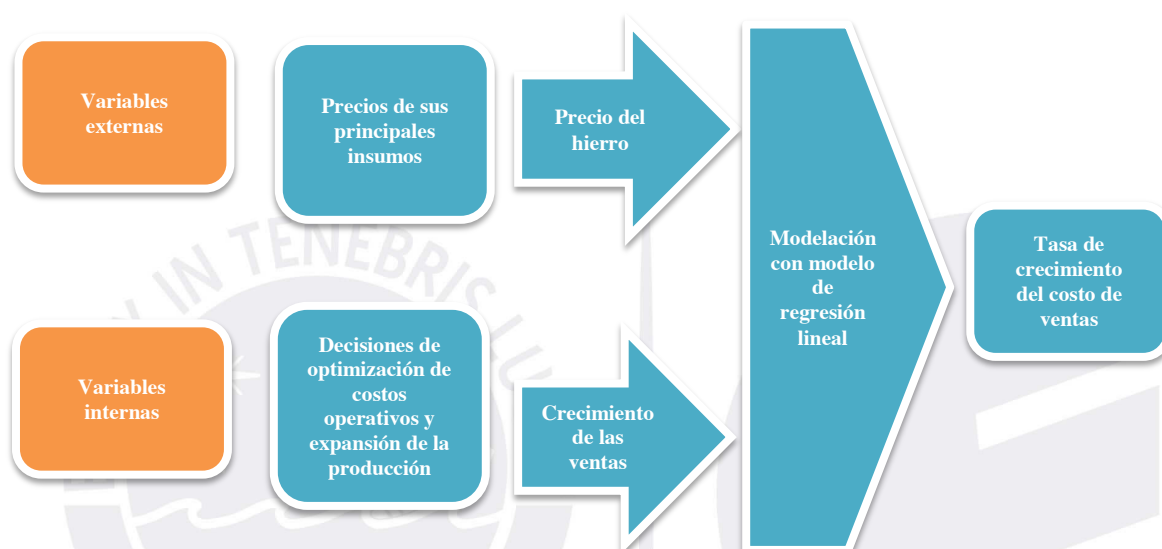 Variables
externas
Precios de sus
principales
insumos
Precio del
hierro
Modelación
con modelo
de
regresión
lineal
Tasa de
crecimiento
del costo de
ventas
Variables
internas
Decisiones de
optimización de
costos
operativos y
expansión de la
producción
Crecimiento
de las
ventas
IN TENEBRIS